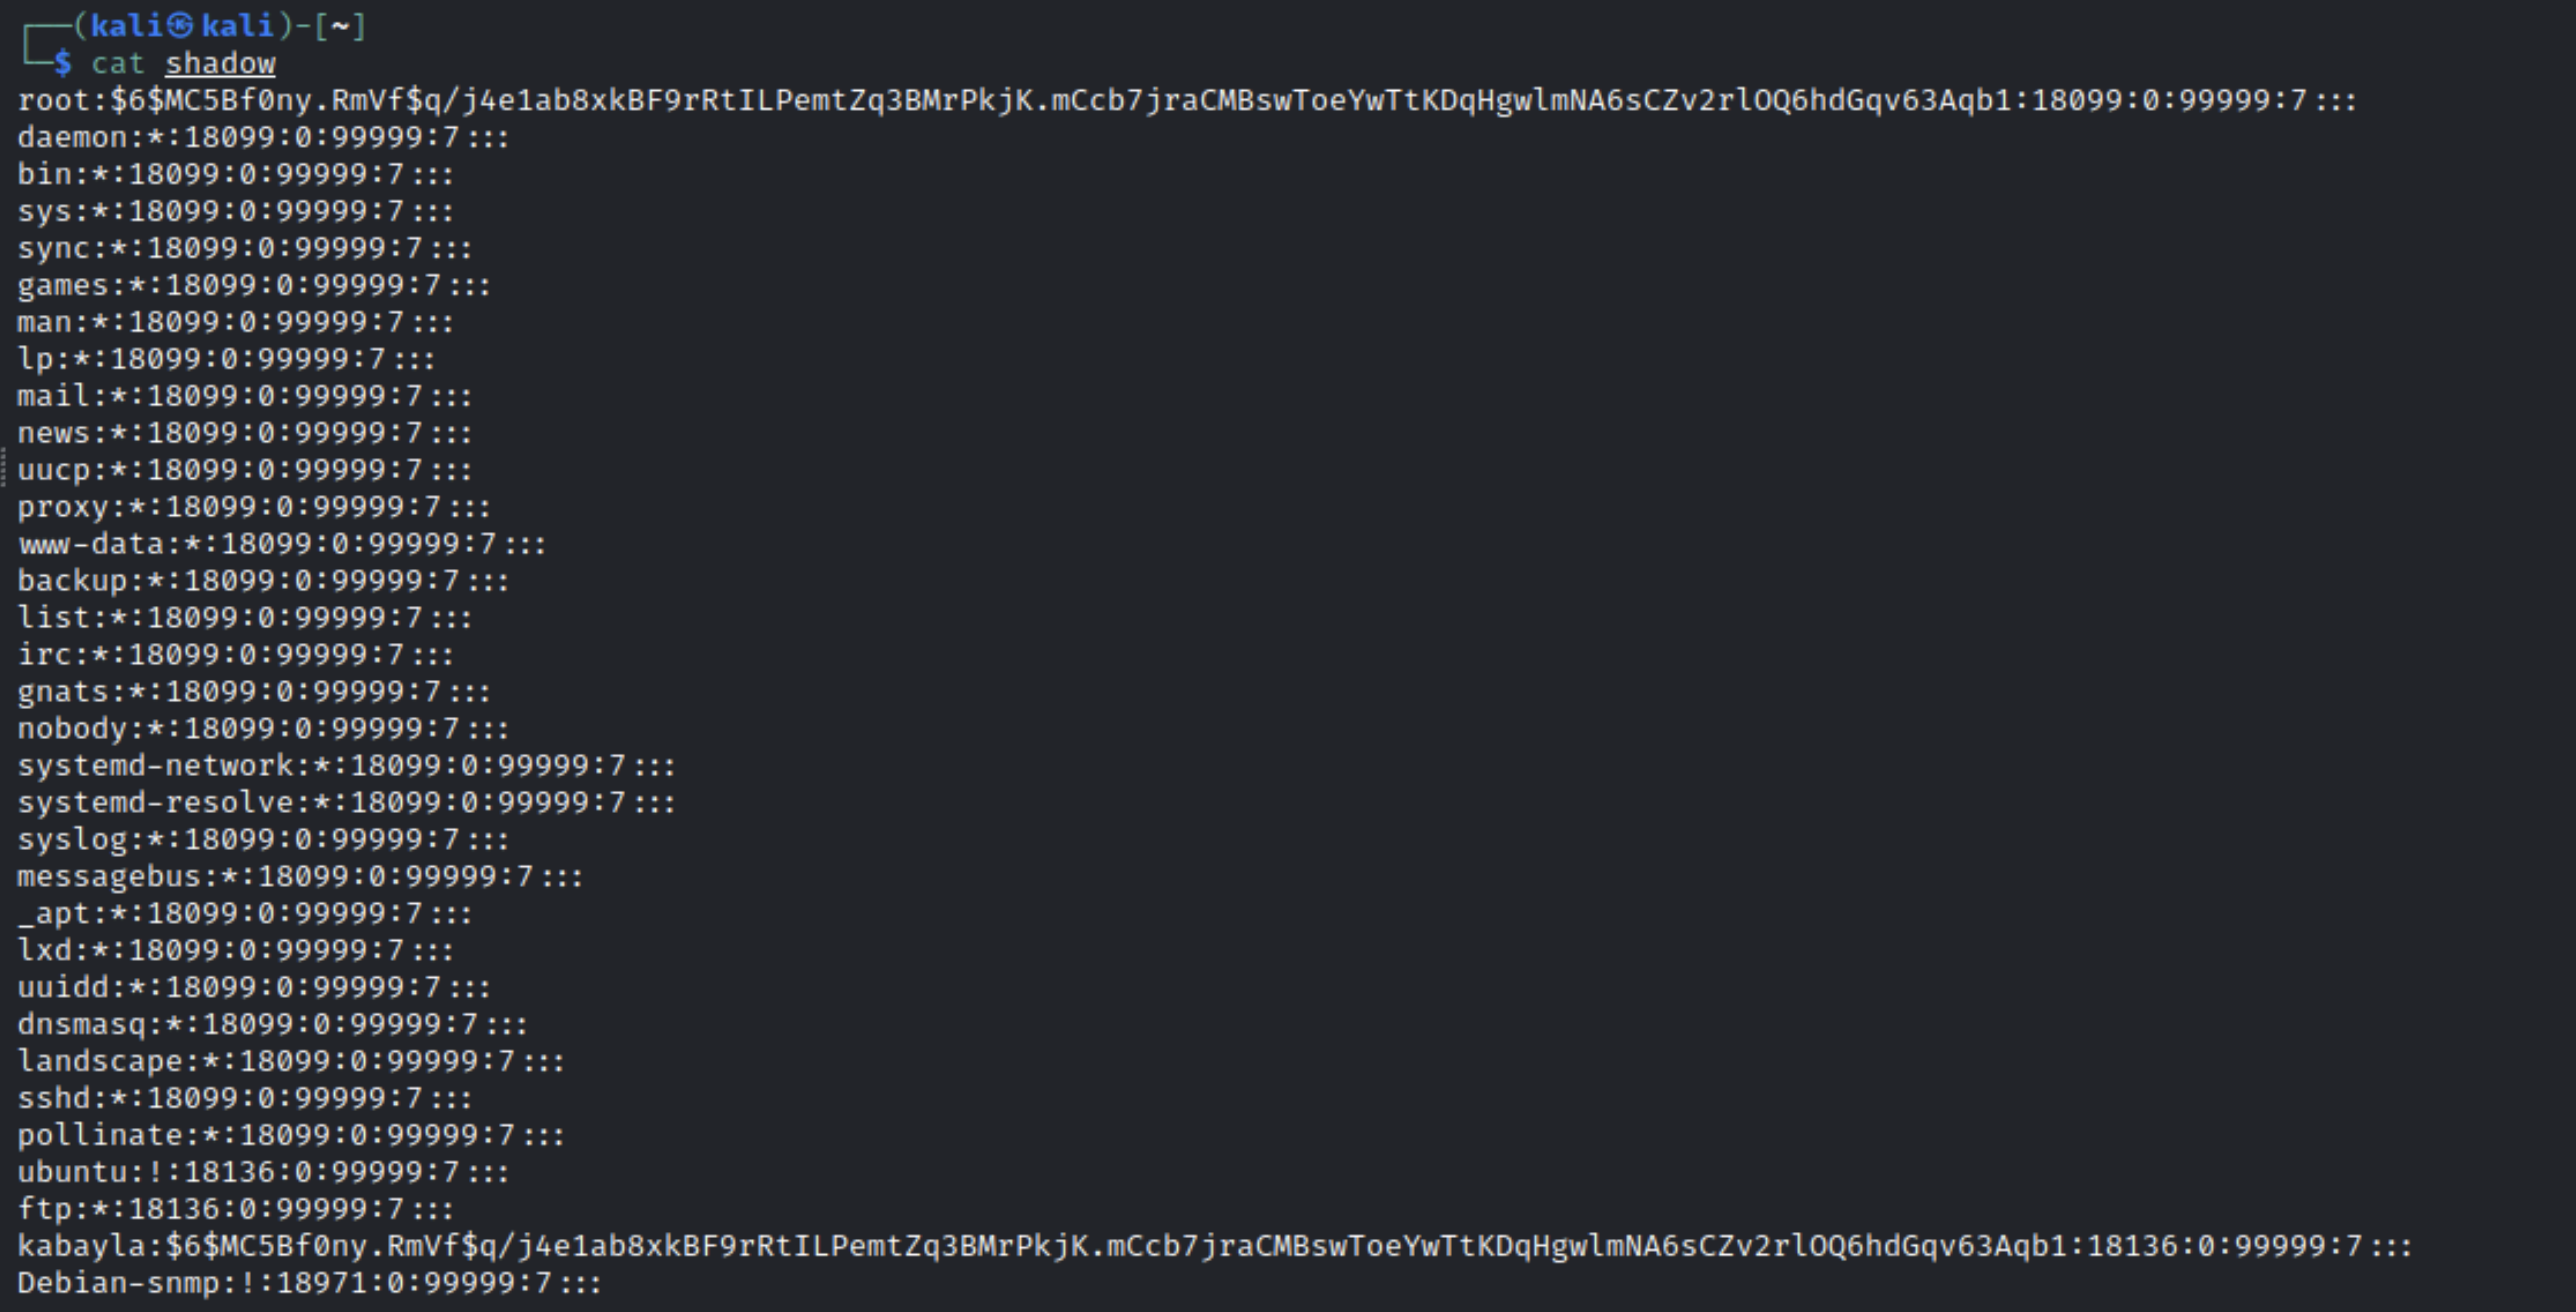 ┌──(kali㉿kali)-[~]
└─$ cat shadow
root:$6$MC5Bf0ny.RmVf$q/j4e1ab8xkBF9rRtILPemtZq3BMrPkjK.mCcb7jraCMBswToeYwTtKDqHgwlmNA6sCZv2rlOQ6hdGqv63Aqb1:18099:0:99999:7:::
daemon:*:18099:0:99999:7:::
bin:*:18099:0:99999:7:::
sys:*:18099:0:99999:7:::
sync:*:18099:0:99999:7:::
games:*:18099:0:99999:7:::
man:*:18099:0:99999:7:::
lp:*:18099:0:99999:7:::
mail:*:18099:0:99999:7:::
news:*:18099:0:99999:7:::
uucp:*:18099:0:99999:7:::
proxy:*:18099:0:99999:7:::
www-data:*:18099:0:99999:7:::
backup:*:18099:0:99999:7:::
list:*:18099:0:99999:7:::
irc:*:18099:0:99999:7:::
gnats:*:18099:0:99999:7:::
nobody:*:18099:0:99999:7:::
systemd-network:*:18099:0:99999:7:::
systemd-resolve:*:18099:0:99999:7:::
syslog:*:18099:0:99999:7:::
messagebus:*:18099:0:99999:7:::
_apt:*:18099:0:99999:7:::
lxd:*:18099:0:99999:7:::
uuidd:*:18099:0:99999:7:::
dnsmasq:*:18099:0:99999:7:::
landscape:*:18099:0:99999:7:::
sshd:*:18099:0:99999:7:::
pollinate:*:18099:0:99999:7:::
ubuntu:!:18136:0:99999:7:::
ftp:*:18136:0:99999:7:::
kabayla:$6$MC5Bf0ny.RmVf$q/j4e1ab8xkBF9rRtILPemtZq3BMrPkjK.mCcb7jraCMBswToeYwTtKDqHgwlmNA6sCZv2rlOQ6hdGqv63Aqb1:18136:0:99999:7:::
Debian-snmp:!:18971:0:99999:7:::